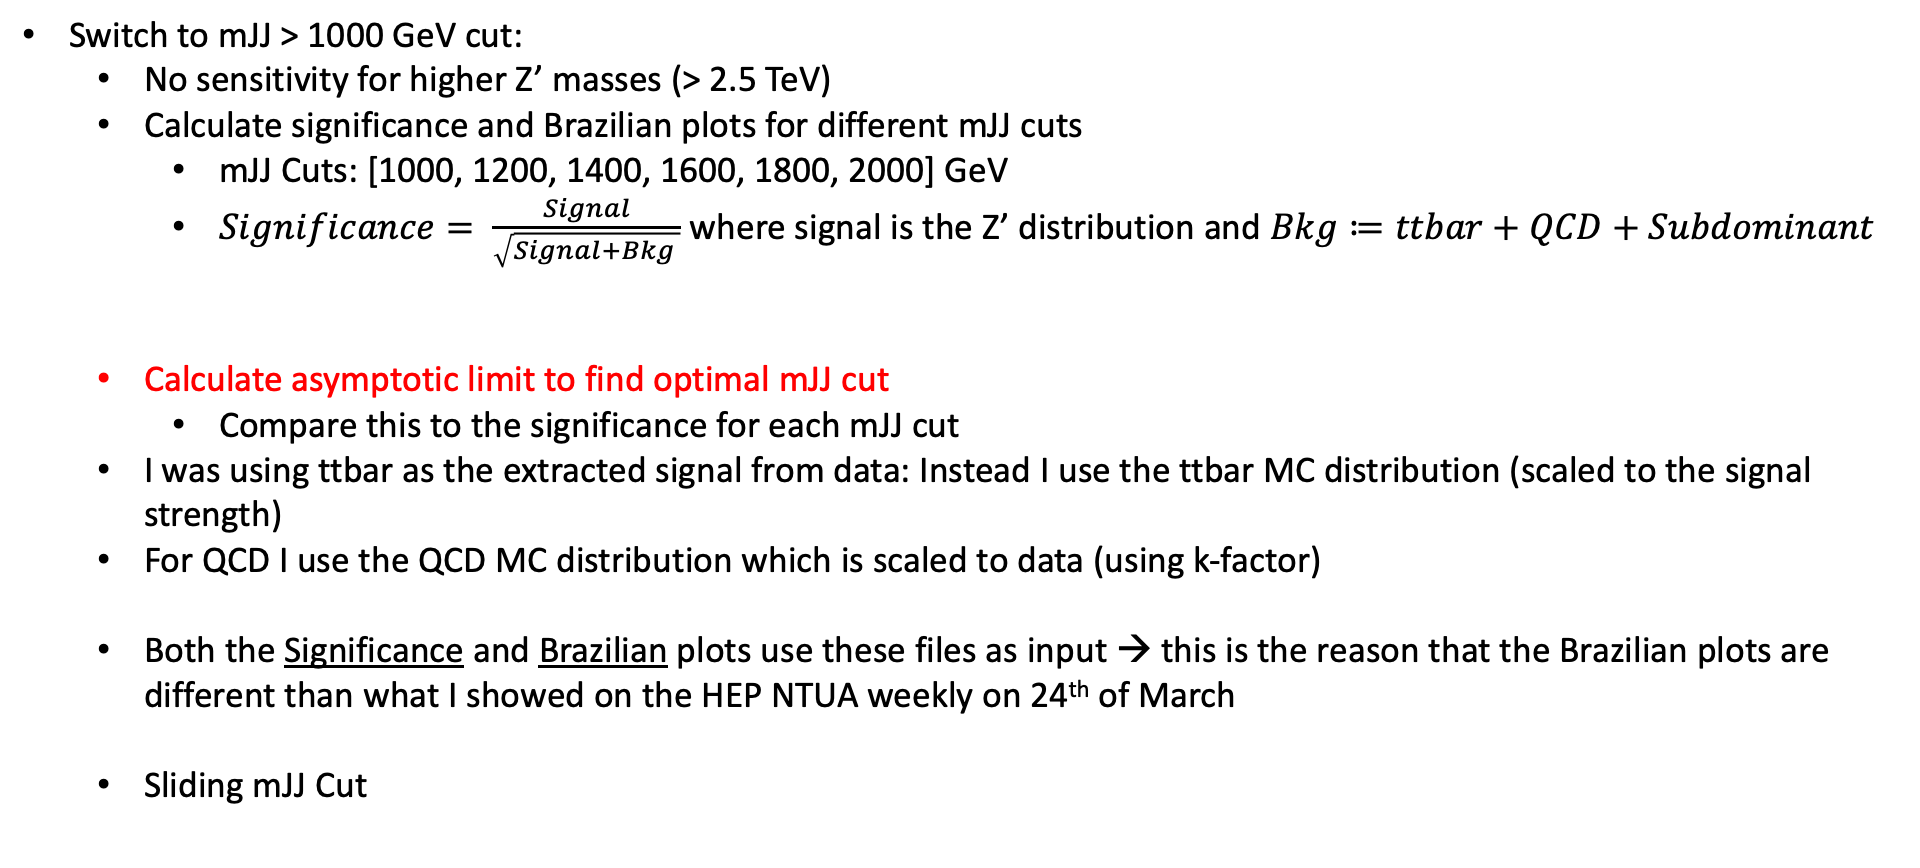 • Switch to mJJ > 1000 GeV cut:
• No sensitivity for higher Z’ masses (> 2.5 TeV)
• Calculate significance and Brazilian plots for different mJJ cuts
• mJJ Cuts: [1000, 1200, 1400, 1600, 1800, 2000] GeV
• Significance = Signal / √(Signal+Bkg) where signal is the Z’ distribution and Bkg ≔ ttbar + QCD + Subdominant
• Calculate asymptotic limit to find optimal mJJ cut
• Compare this to the significance for each mJJ cut
• I was using ttbar as the extracted signal from data: Instead I use the ttbar MC distribution (scaled to the signal
strength)
• For QCD I use the QCD MC distribution which is scaled to data (using k-factor)
• Both the Significance and Brazilian plots use these files as input → this is the reason that the Brazilian plots are
different than what I showed on the HEP NTUA weekly on 24th of March
• Sliding mJJ Cut